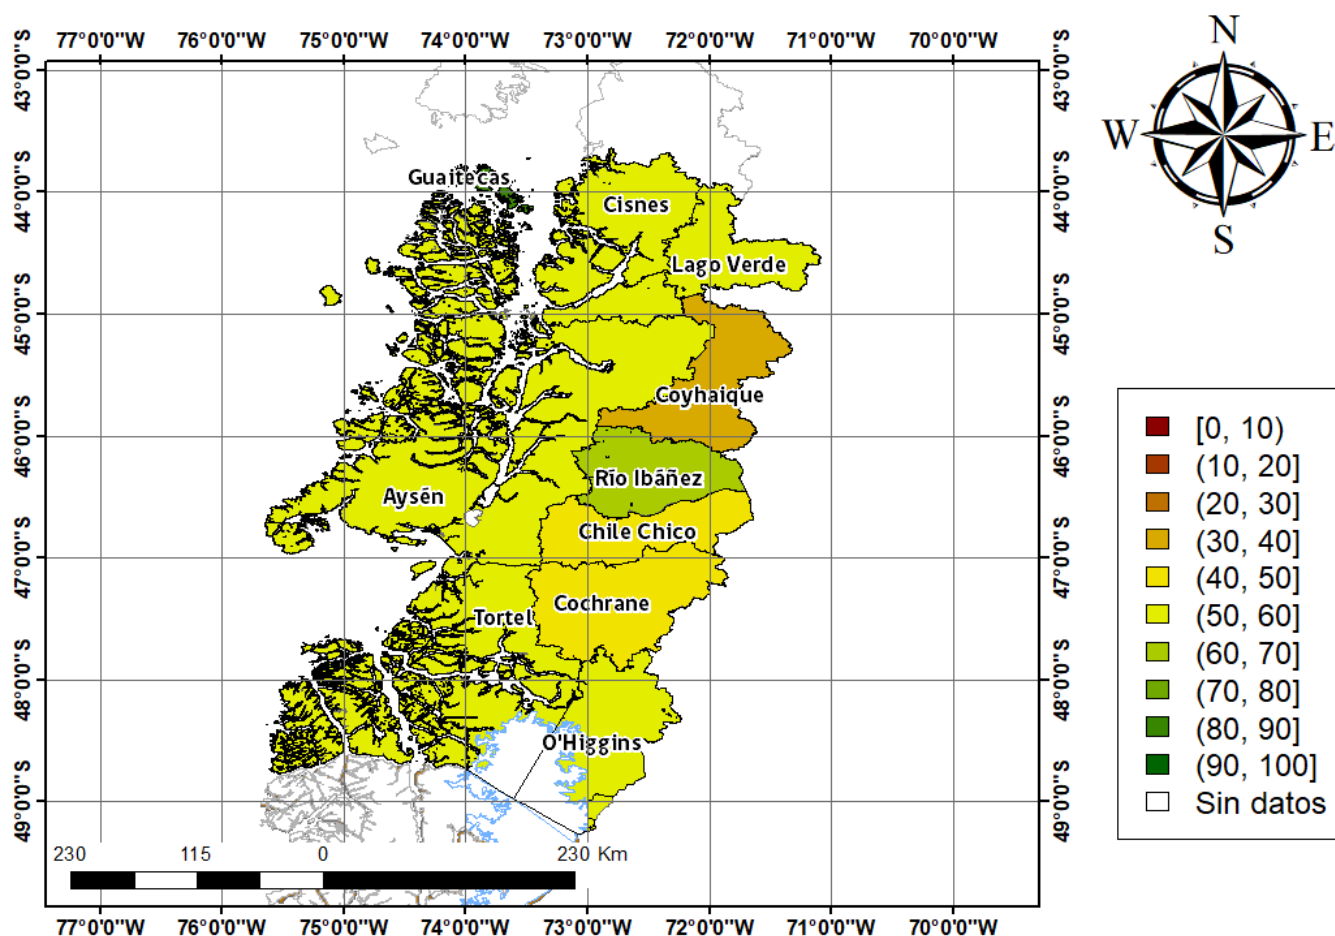 77°0'0"W 76°0'0"W 75°0'0"W 74°0'0"W 73°0'0"W 72°0'0"W 71°0'0"W 70°0'0"W
N
W E
S
43°0'0"S 43°0'0"S
44°0'0"S 44°0'0"S
45°0'0"S 45°0'0"S
46°0'0"S 46°0'0"S
47°0'0"S 47°0'0"S
48°0'0"S 48°0'0"S
49°0'0"S 49°0'0"S
Guaitecas
Cisnes
Lago Verde
Coyhaique
Río Ibáñez
Aysén
Chile Chico
Cochrane
Tortel
O'Higgins
[0, 10)
(10, 20]
(20, 30]
(30, 40]
(40, 50]
(50, 60]
(60, 70]
(70, 80]
(80, 90]
(90, 100]
Sin datos
230 115 0 230 Km
77°0'0"W 76°0'0"W 75°0'0"W 74°0'0"W 73°0'0"W 72°0'0"W 71°0'0"W 70°0'0"W